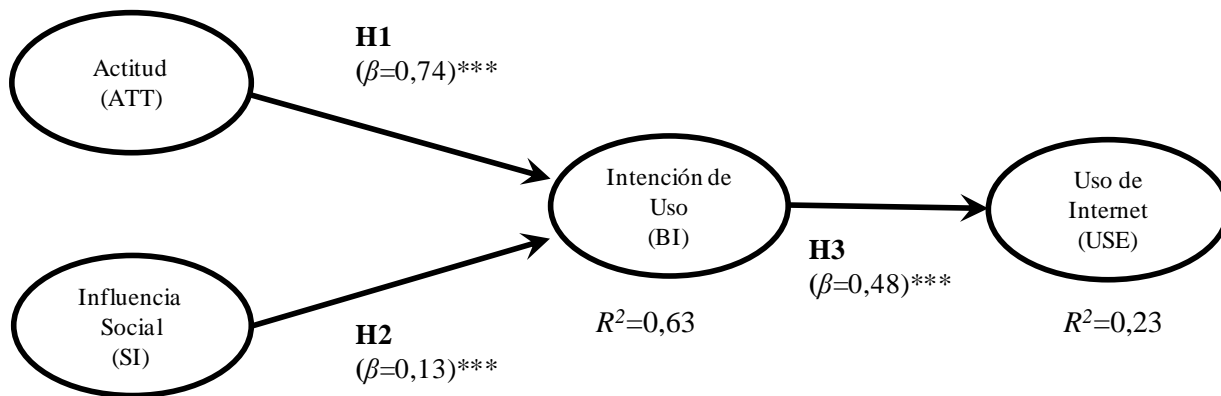 Actitud
(ATT)
H1
(β=0,74)***
Intención de
Uso
(BI)
R²=0,63
Uso de
Internet
(USE)
R²=0,23
H3
(β=0,48)***
Influencia
Social
(SI)
H2
(β=0,13)***